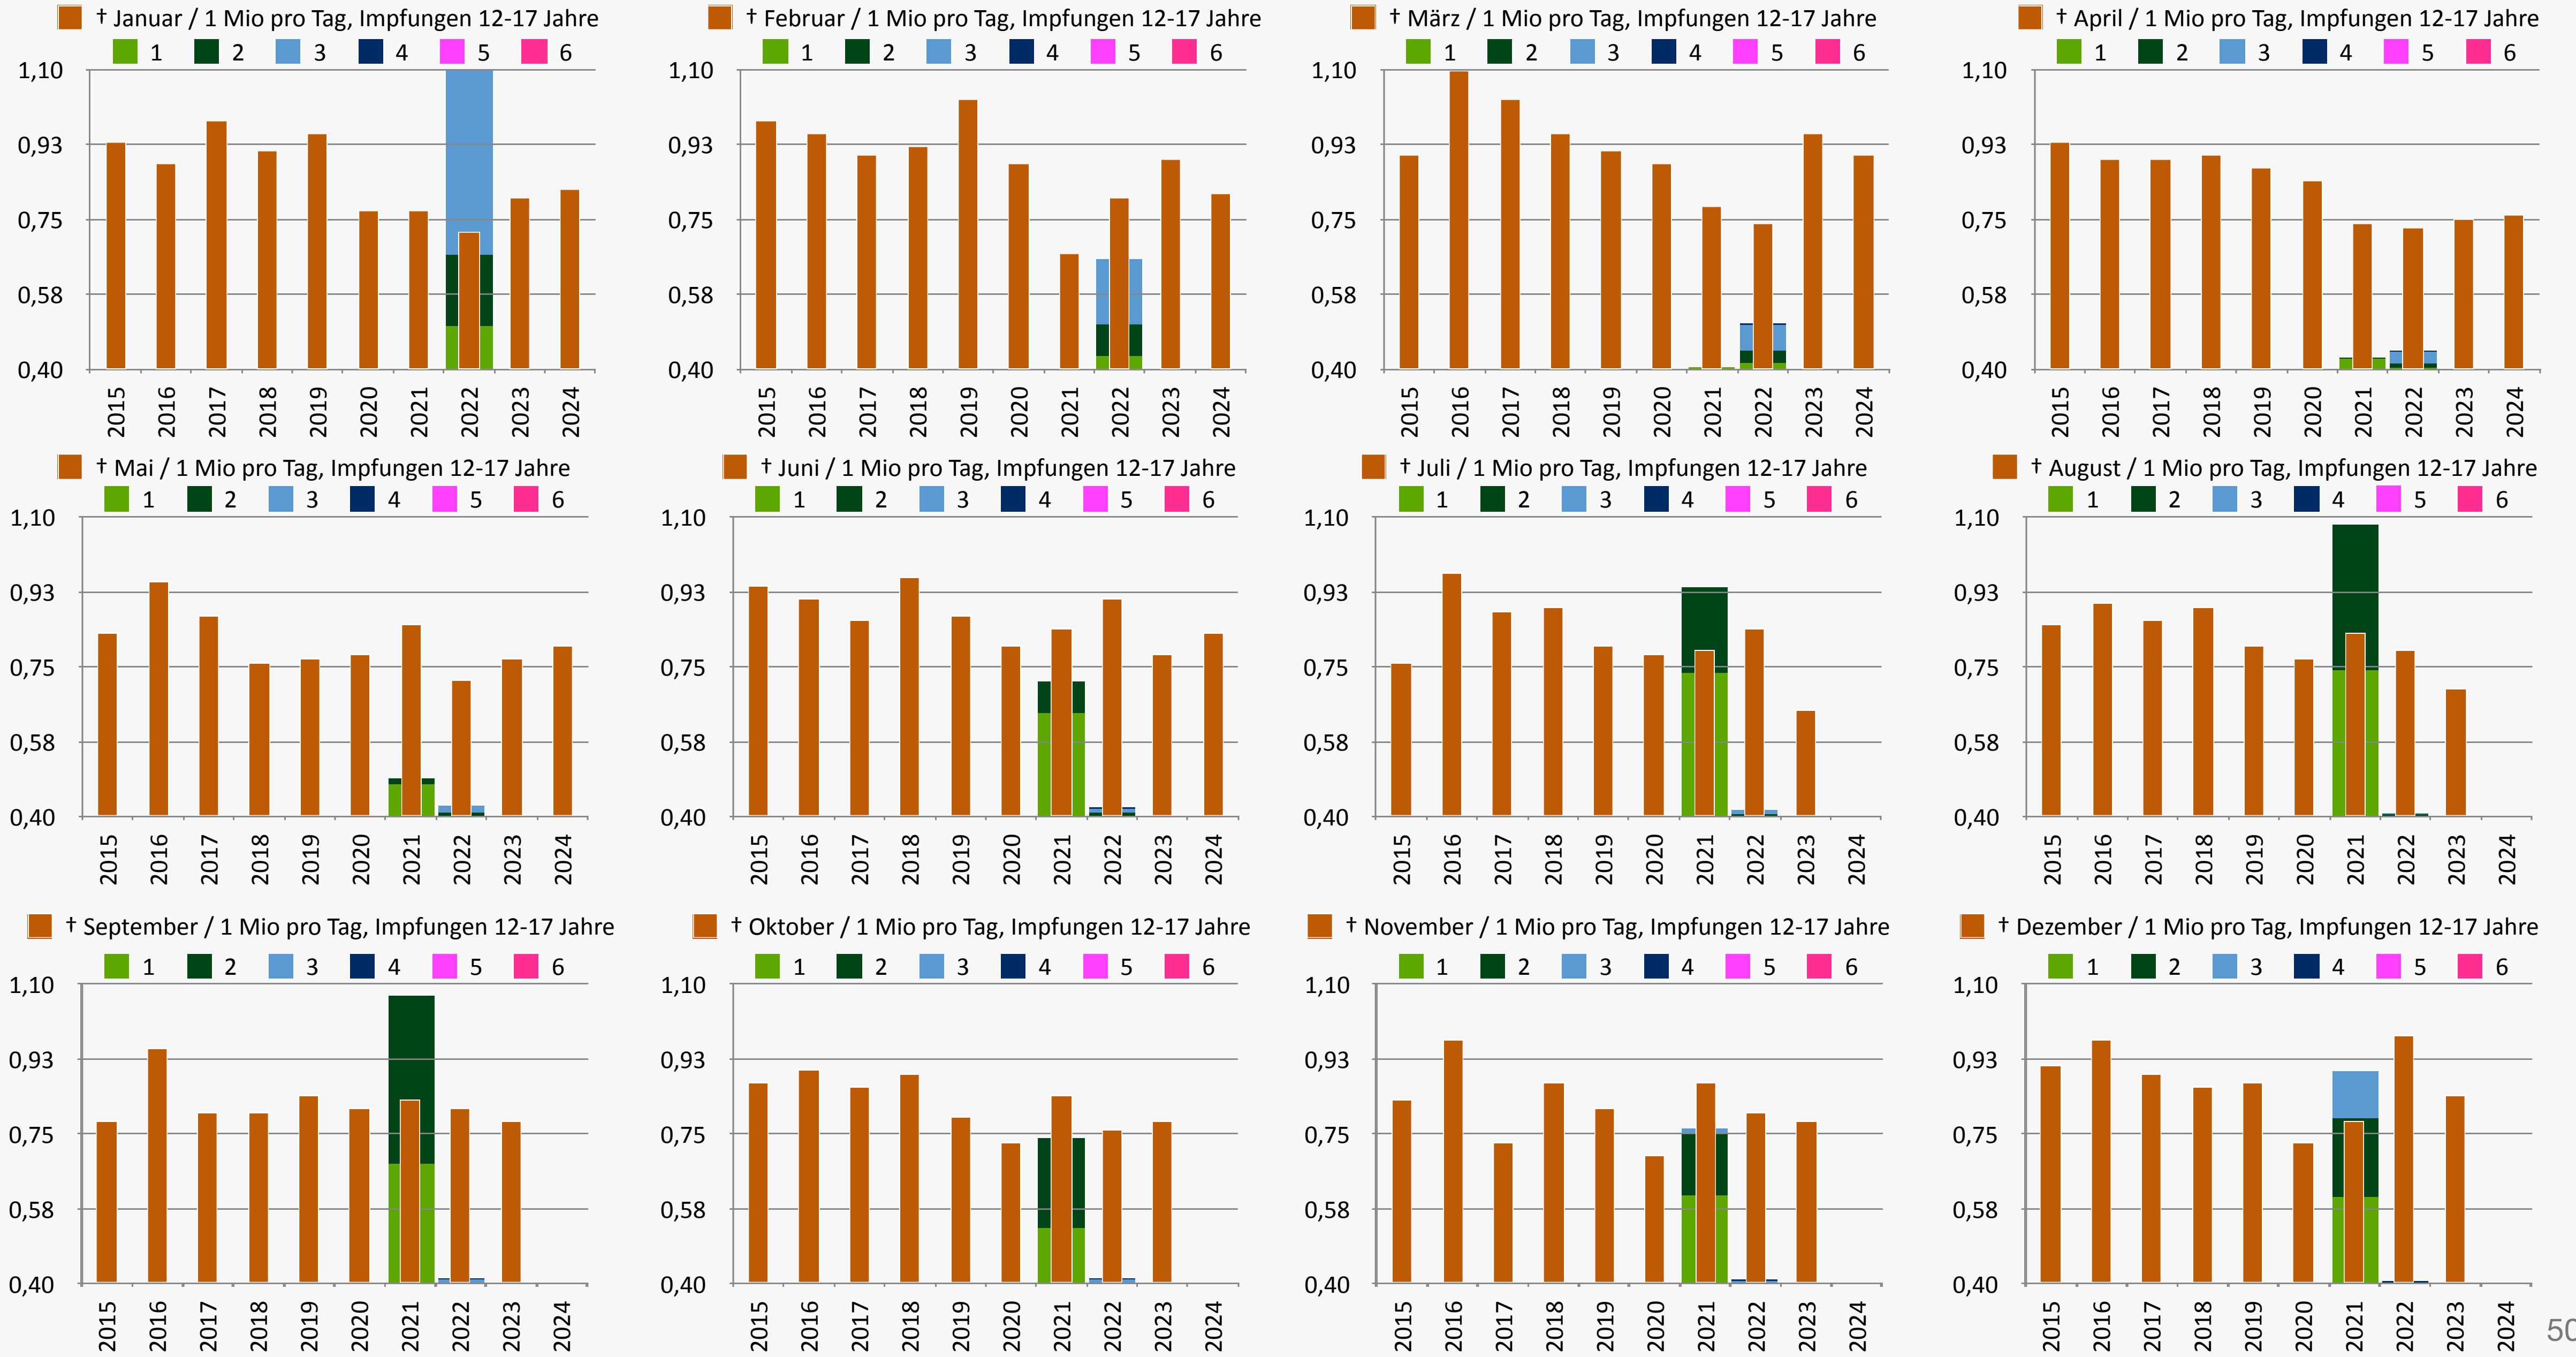 † Januar / 1 Mio pro Tag, Impfungen 12-17 Jahre
1 2 3 4 5 6
1,10
0,93
0,75
0,58
0,40
2015 2016 2017 2018 2019 2020 2021 2022 2023 2024
† Februar / 1 Mio pro Tag, Impfungen 12-17 Jahre
1 2 3 4 5 6
1,10
0,93
0,75
0,58
0,40
2015 2016 2017 2018 2019 2020 2021 2022 2023 2024
† März / 1 Mio pro Tag, Impfungen 12-17 Jahre
1 2 3 4 5 6
1,10
0,93
0,75
0,58
0,40
2015 2016 2017 2018 2019 2020 2021 2022 2023 2024
† April / 1 Mio pro Tag, Impfungen 12-17 Jahre
1 2 3 4 5 6
1,10
0,93
0,75
0,58
0,40
2015 2016 2017 2018 2019 2020 2021 2022 2023 2024
† Mai / 1 Mio pro Tag, Impfungen 12-17 Jahre
1 2 3 4 5 6
1,10
0,93
0,75
0,58
0,40
2015 2016 2017 2018 2019 2020 2021 2022 2023 2024
† Juni / 1 Mio pro Tag, Impfungen 12-17 Jahre
1 2 3 4 5 6
1,10
0,93
0,75
0,58
0,40
2015 2016 2017 2018 2019 2020 2021 2022 2023 2024
† Juli / 1 Mio pro Tag, Impfungen 12-17 Jahre
1 2 3 4 5 6
1,10
0,93
0,75
0,58
0,40
2015 2016 2017 2018 2019 2020 2021 2022 2023 2024
† August / 1 Mio pro Tag, Impfungen 12-17 Jahre
1 2 3 4 5 6
1,10
0,93
0,75
0,58
0,40
2015 2016 2017 2018 2019 2020 2021 2022 2023 2024
† September / 1 Mio pro Tag, Impfungen 12-17 Jahre
1 2 3 4 5 6
1,10
0,93
0,75
0,58
0,40
2015 2016 2017 2018 2019 2020 2021 2022 2023 2024
† Oktober / 1 Mio pro Tag, Impfungen 12-17 Jahre
1 2 3 4 5 6
1,10
0,93
0,75
0,58
0,40
2015 2016 2017 2018 2019 2020 2021 2022 2023 2024
† November / 1 Mio pro Tag, Impfungen 12-17 Jahre
1 2 3 4 5 6
1,10
0,93
0,75
0,58
0,40
2015 2016 2017 2018 2019 2020 2021 2022 2023 2024
† Dezember / 1 Mio pro Tag, Impfungen 12-17 Jahre
1 2 3 4 5 6
1,10
0,93
0,75
0,58
0,40
2015 2016 2017 2018 2019 2020 2021 2022 2023 2024
50